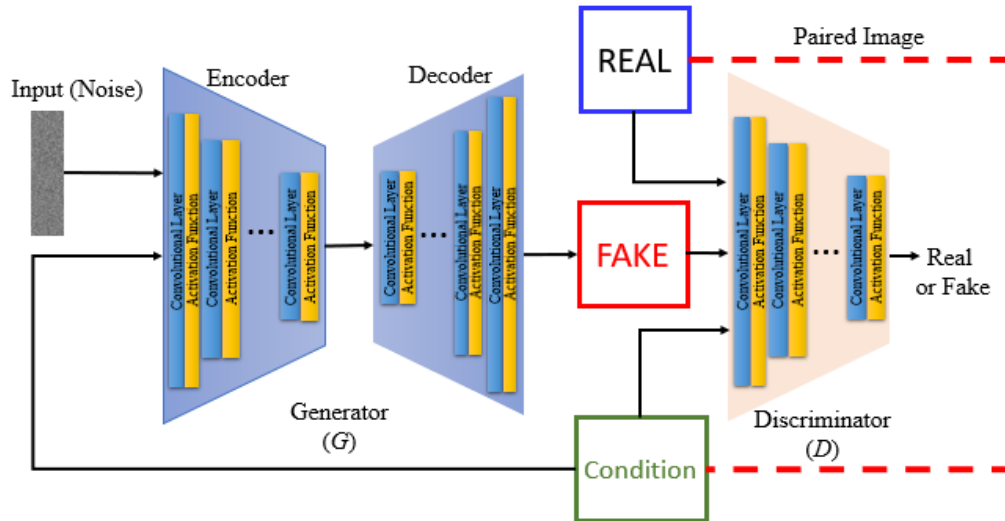 Paired Image
REAL
Encoder
Decoder
Input (Noise)
Convolutional Layer
Activation Function
Convolutional Layer
Activation Function
...
Convolutional Layer
Activation Function
Convolutional Layer
Activation Function
...
Convolutional Layer
Activation Function
Convolutional Layer
Activation Function
FAKE
Convolutional Layer
Activation Function
Convolutional Layer
Activation Function
...
Convolutional Layer
Activation Function
Real
or Fake
Generator
(G)
Discriminator
(D)
Condition